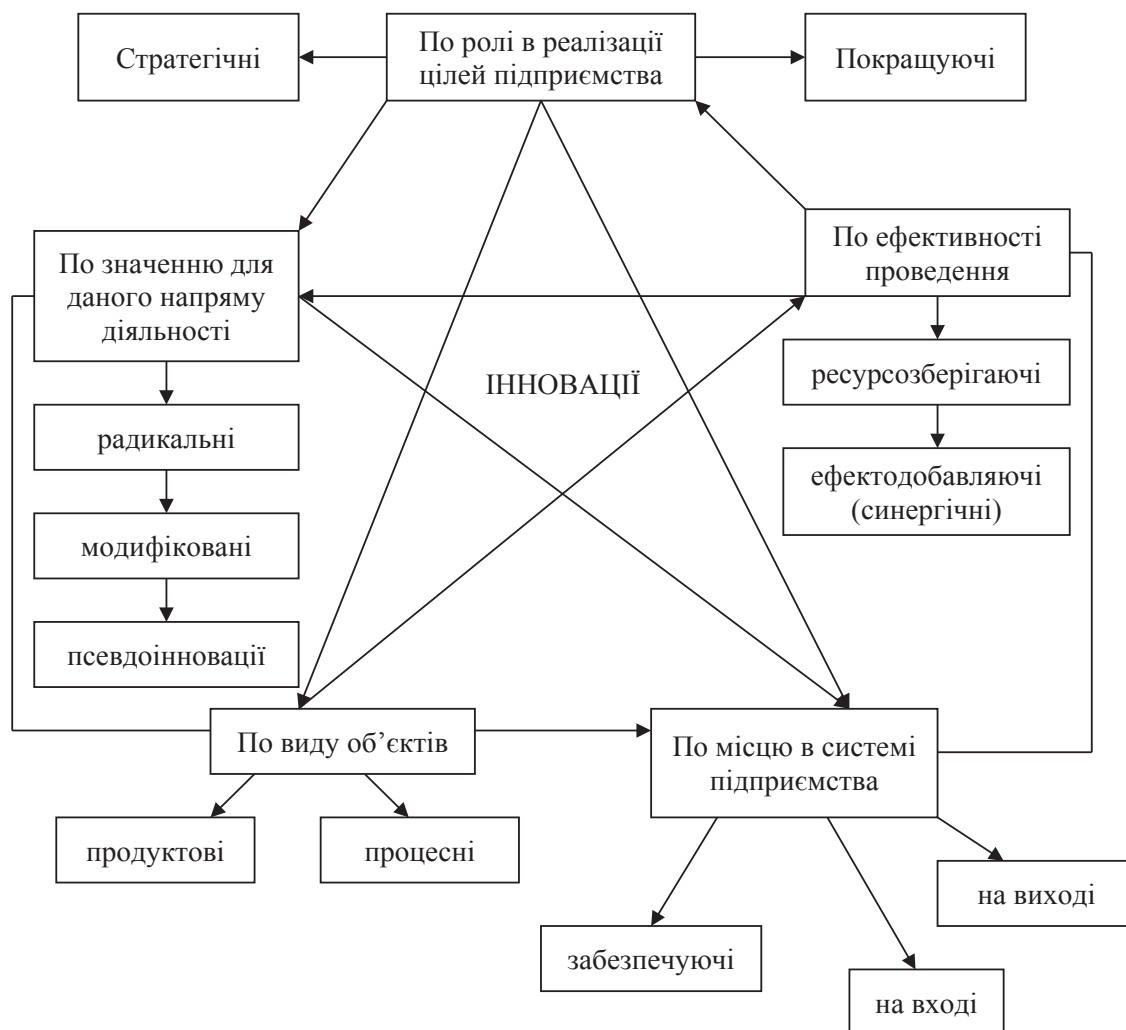 Стратегічні
По ролі в реалізації
цілей підприємства
Покращуючі
По значенню для
даного напряму
діяльності
По ефективності
проведення
ІННОВАЦІЇ
радикальні
модифіковані
псевдоінновації
ресурсозберігаючі
ефектодобавляючі
(синергічні)
По виду об’єктів
продуктові
процесні
По місцю в системі
підприємства
забезпечуючі
на вході
на виході